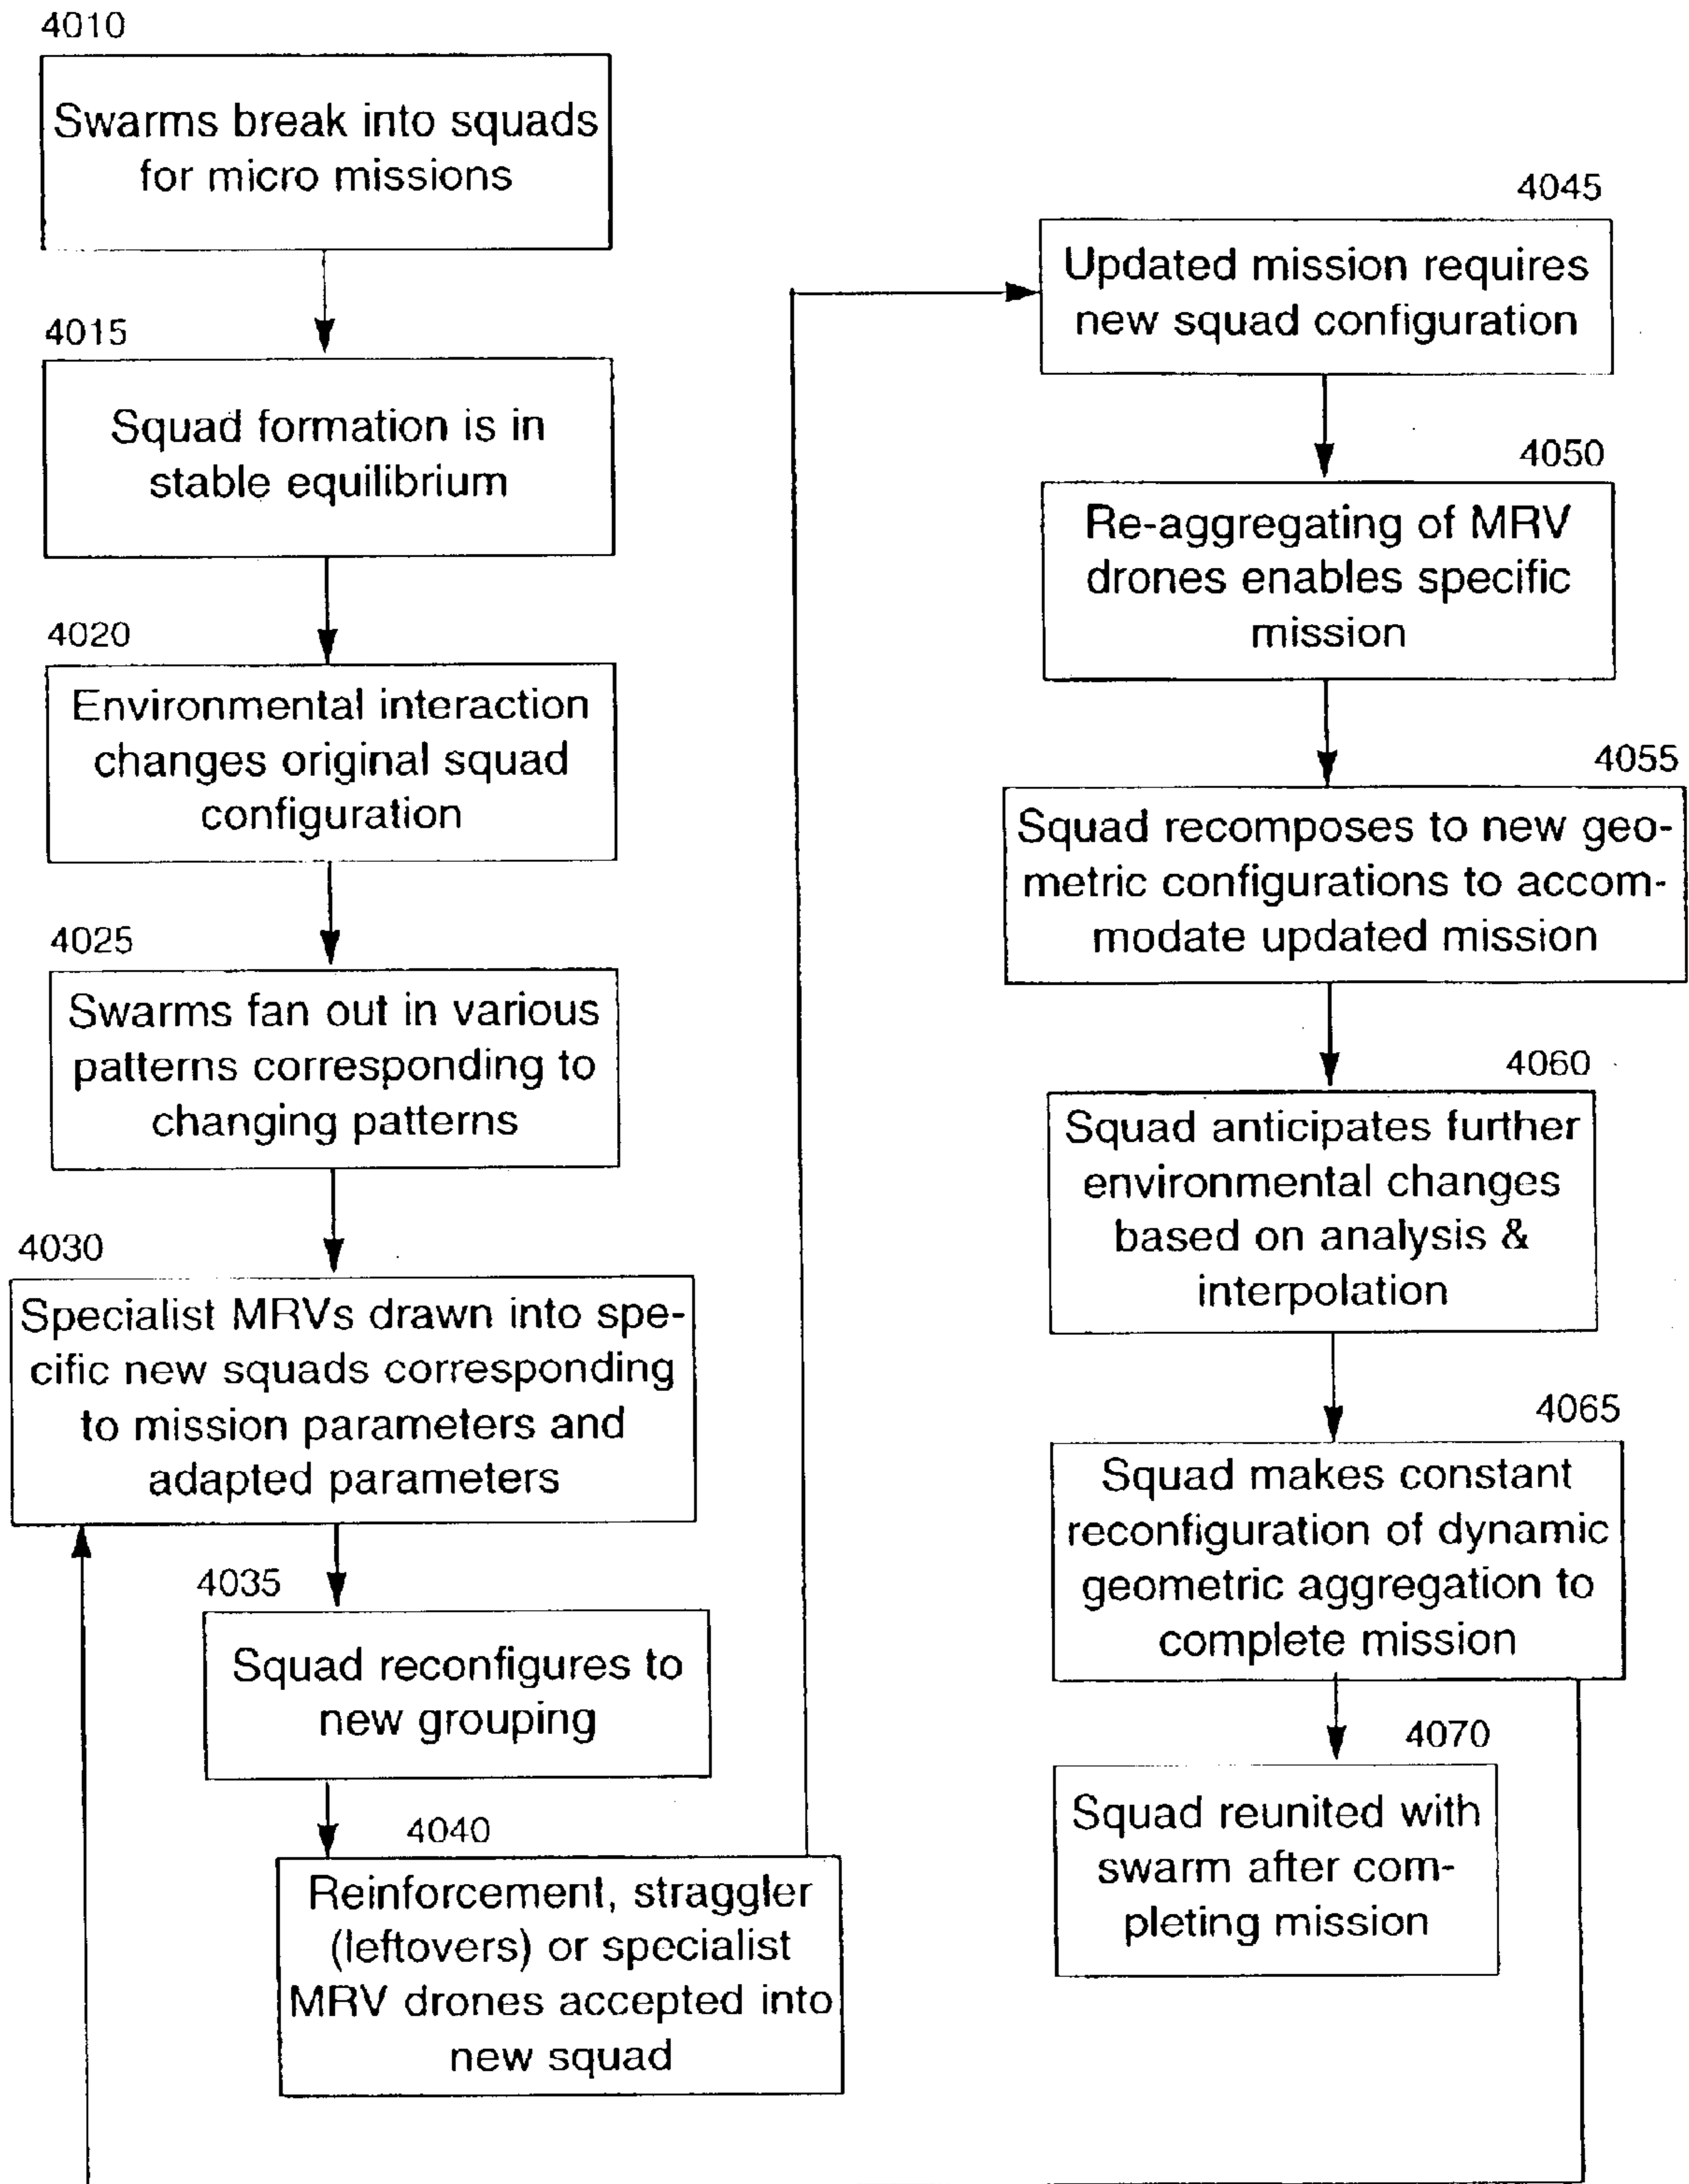 4010
Swarms break into squads
for micro missions
4015
Squad formation is in
stable equilibrium
4020
Environmental interaction
changes original squad
configuration
4025
Swarms fan out in various
patterns corresponding to
changing patterns
4030
Specialist MRVs drawn into spe-
cific new squads corresponding
to mission parameters and
adapted parameters
4035
Squad reconfigures to
new grouping
4040
Reinforcement, straggler
(leftovers) or specialist
MRV drones accepted into
new squad
4045
Updated mission requires
new squad configuration
4050
Re-aggregating of MRV
drones enables specific
mission
4055
Squad recomposes to new geo-
metric configurations to accom-
modate updated mission
4060
Squad anticipates further
environmental changes
based on analysis &
interpolation
4065
Squad makes constant
reconfiguration of dynamic
geometric aggregation to
complete mission
4070
Squad reunited with
swarm after com-
pleting mission